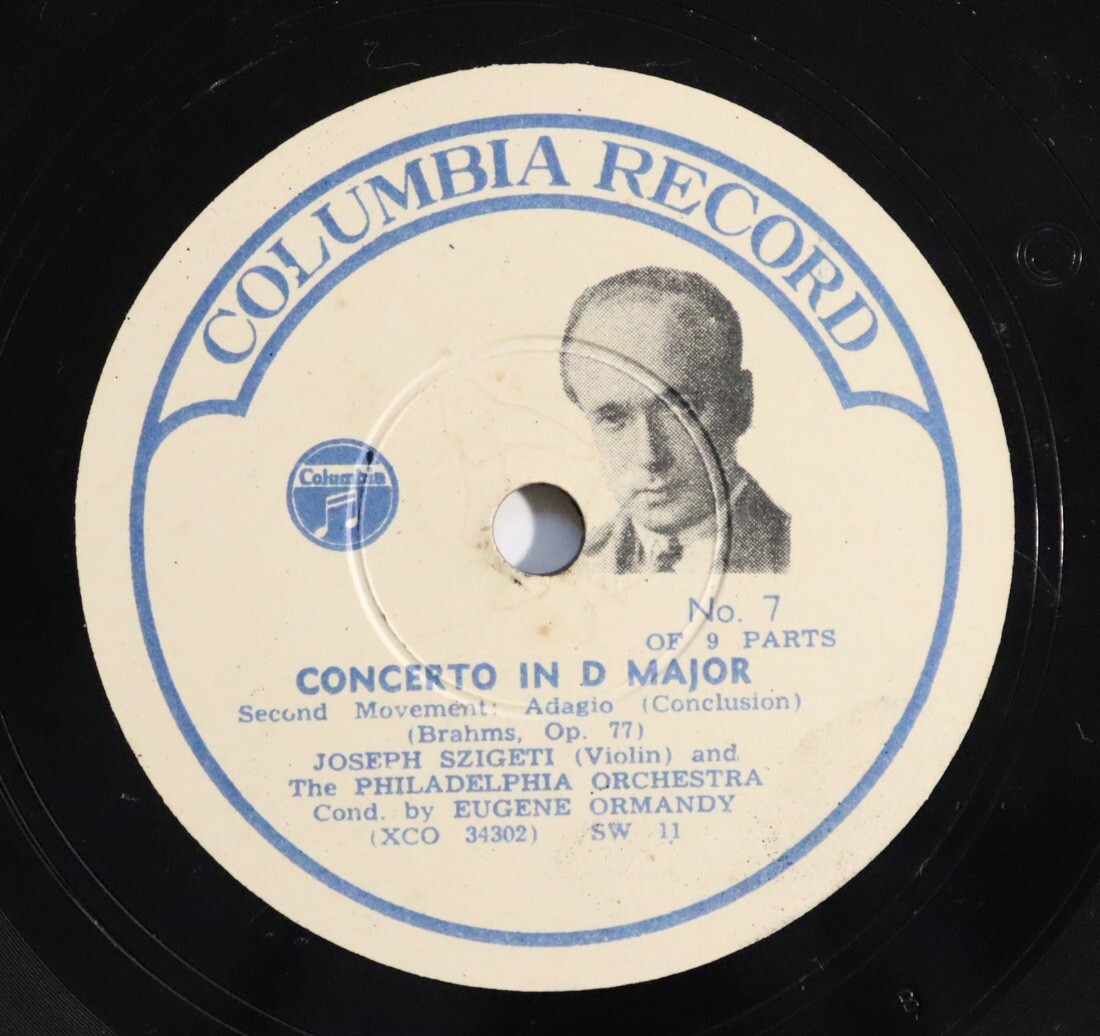 COLUMBIA RECORD
Columbia
No. 7
OF 9 PARTS
CONCERTO IN D MAJOR
Second Movement: Adagio (Conclusion)
(Brahms, Op. 77)
JOSEPH SZIGETI (Violin) and
The PHILADELPHIA ORCHESTRA
Cond. by EUGENE ORMANDY
(XCO 34302) SW 11